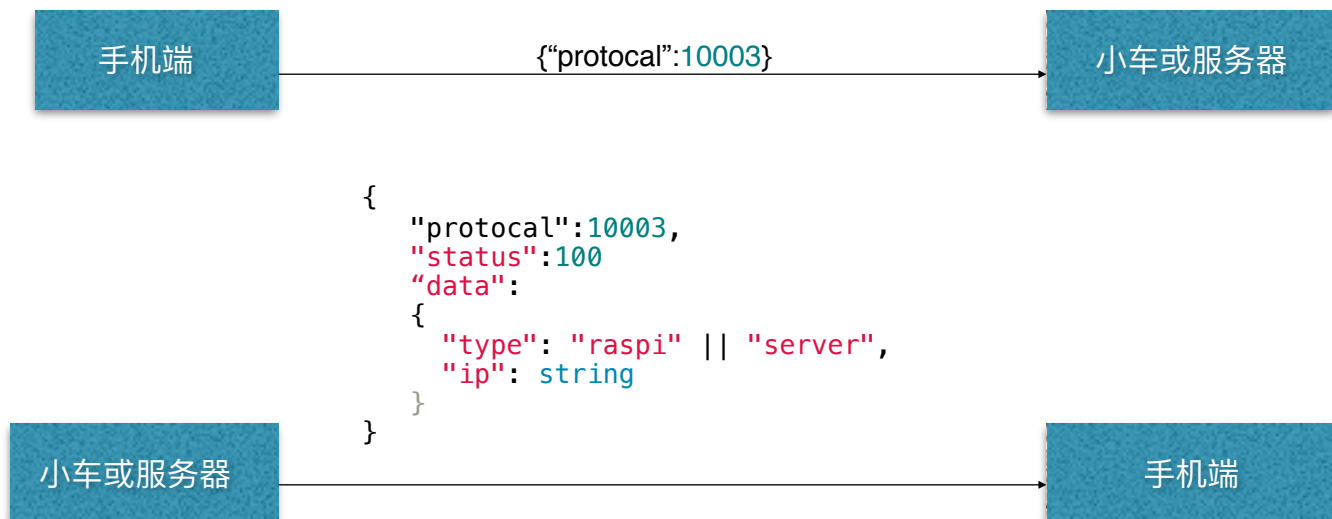 手机端
{“protocal”:10003}
小车或服务器
{
"protocal":10003,
"status":100
“data":
{
"type": "raspi" || "server",
"ip": string
}
}
小车或服务器
手机端